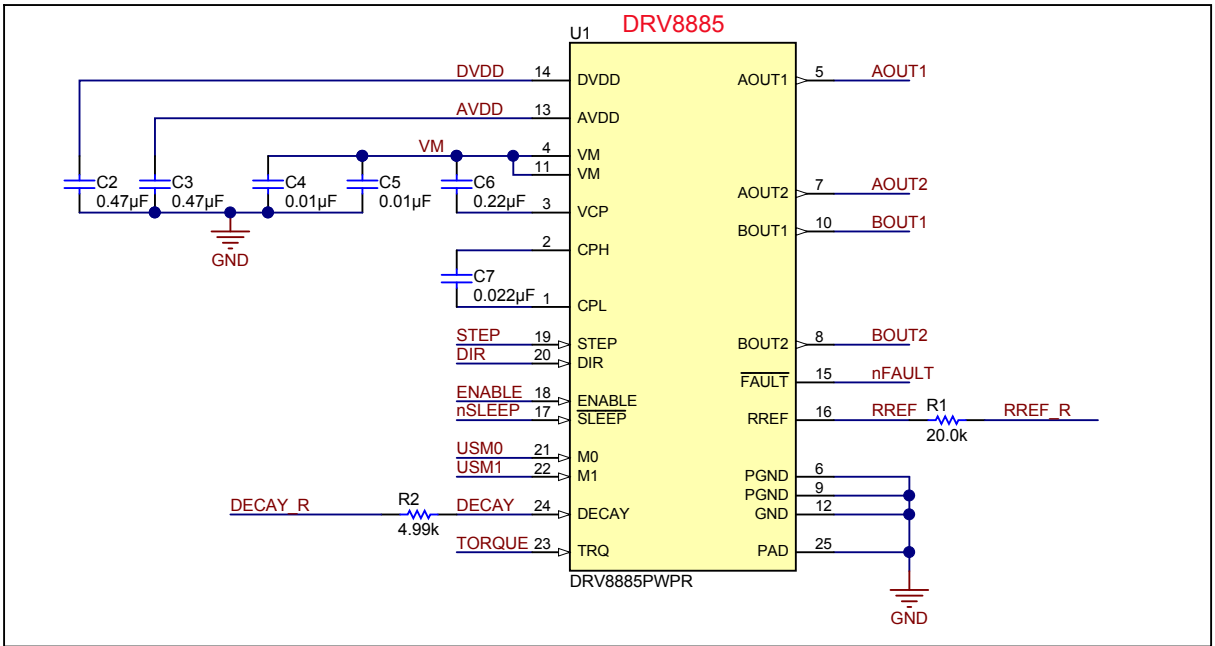 DRV8885
U1
DVDD 14 DVDD AOUT1 5 AOUT1
AVDD 13 AVDD
VM 4 VM
11 VM
C2 0.47µF
C3 0.47µF
C4 0.01µF
C5 0.01µF
C6 0.22µF
3 VCP
AOUT2 7 AOUT2
BOUT1 10 BOUT1
GND
2 CPH
C7 0.022µF
1 CPL
STEP 19 STEP BOUT2 8 BOUT2
DIR 20 DIR
FAULT 15 nFAULT
ENABLE 18 ENABLE
nSLEEP 17 SLEEP RREF 16 RREF R1 20.0k RREF_R
USM0 21 M0
USM1 22 M1 PGND 6
PGND 9
DECAY_R R2 4.99k DECAY 24 DECAY GND 12
TORQUE 23 TRQ PAD 25
DRV8885PWPR
GND